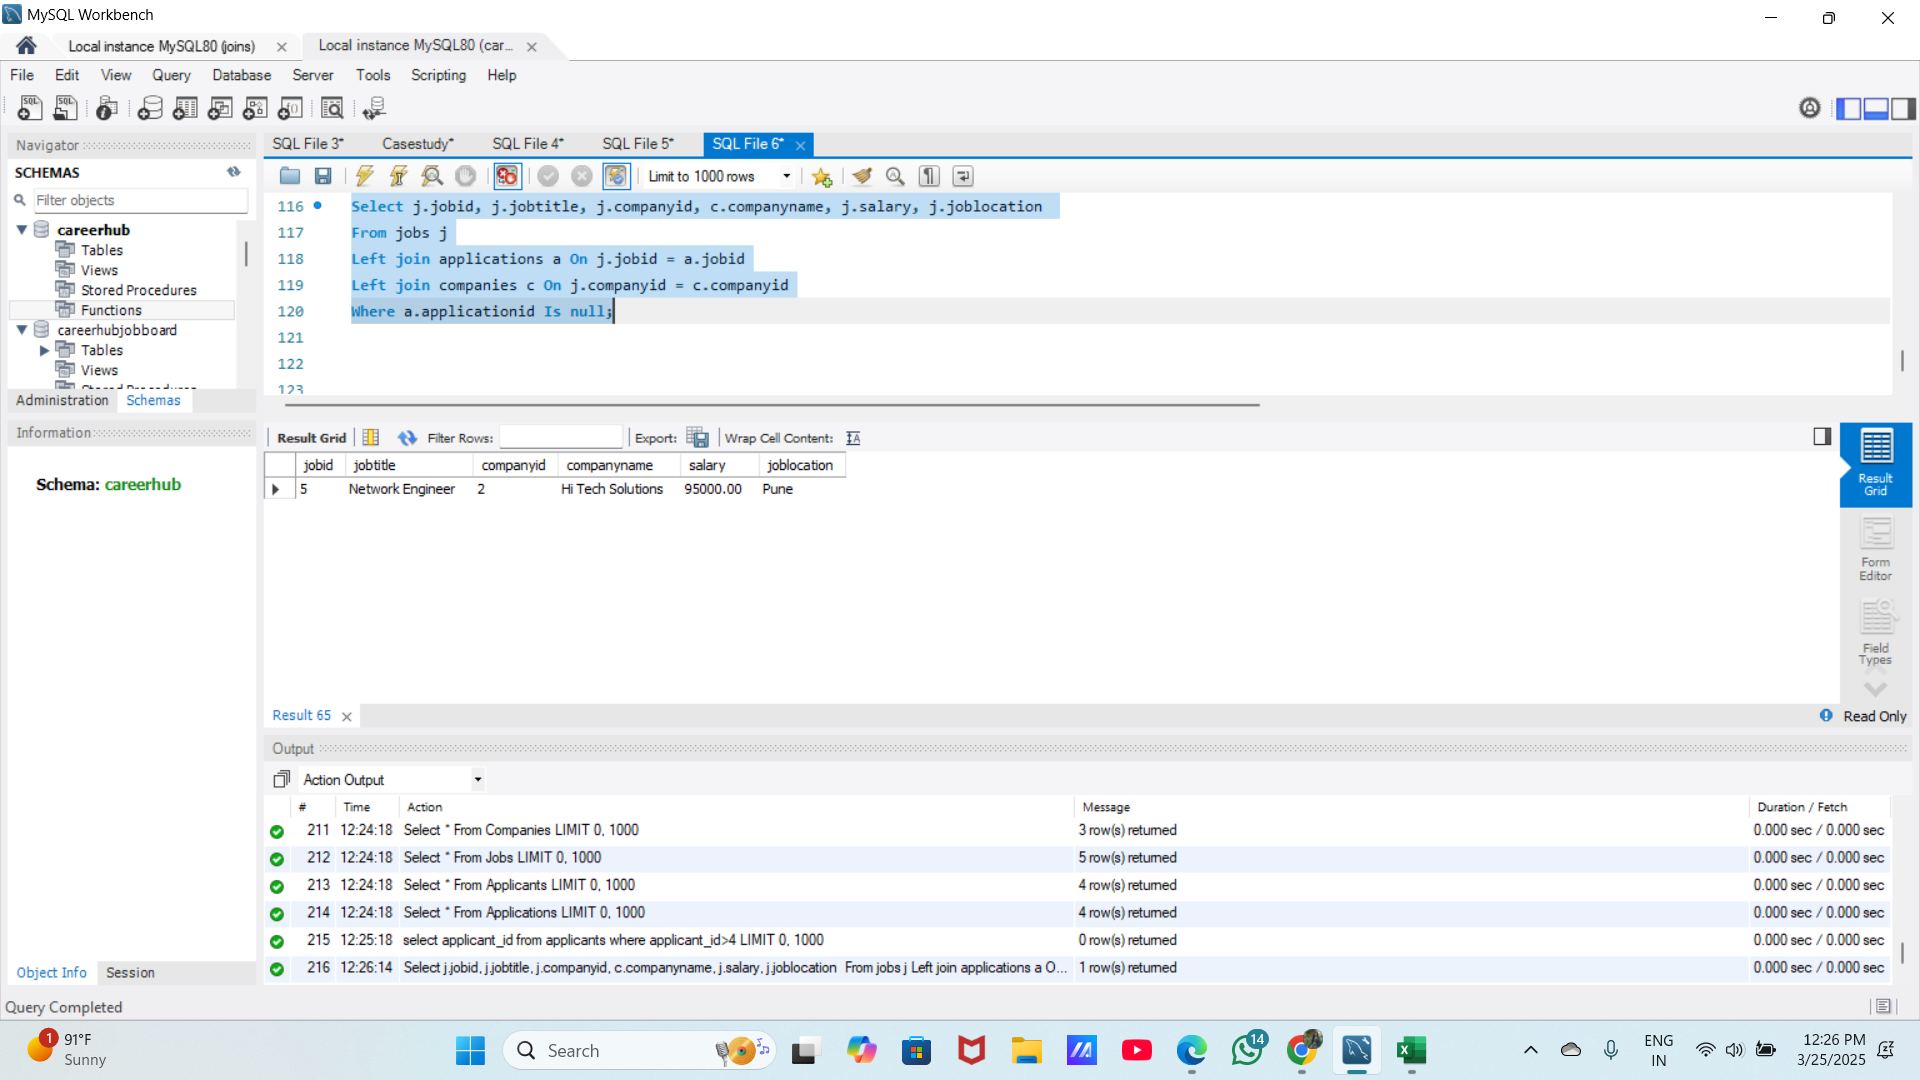 MySQL Workbench
Local instance MySQL80 (joins)
Local instance MySQL80 (car...
File Edit View Query Database Server Tools Scripting Help
Navigator
SCHEMAS
Filter objects
careerhub
Tables
Views
Stored Procedures
Functions
careerhubjobboard
Tables
Views
Stored Procedures
Administration Schemas
Information
Schema: careerhub
Object Info Session
Query Completed
SQL File 3* Casestudy* SQL File 4* SQL File 5* SQL File 6*
Limit to 1000 rows
116 Select j.jobid, j.jobtitle, j.companyid, c.companyname, j.salary, j.joblocation
117 From jobs j
118 Left join applications a On j.jobid = a.jobid
119 Left join companies c On j.companyid = c.companyid
120 Where a.applicationid Is null;
121
122
123
Result Grid Filter Rows: Export: Wrap Cell Content:
jobid jobtitle companyid companyname salary joblocation
5 Network Engineer 2 Hi Tech Solutions 95000.00 Pune
Result
Grid
Form
Editor
Field
Types
Result 65
Read Only
Output
Action Output
# Time Action Message Duration / Fetch
211 12:24:18 Select * From Companies LIMIT 0, 1000 3 row(s) returned 0.000 sec / 0.000 sec
212 12:24:18 Select * From Jobs LIMIT 0, 1000 5 row(s) returned 0.000 sec / 0.000 sec
213 12:24:18 Select * From Applicants LIMIT 0, 1000 4 row(s) returned 0.000 sec / 0.000 sec
214 12:24:18 Select * From Applications LIMIT 0, 1000 4 row(s) returned 0.000 sec / 0.000 sec
215 12:25:18 select applicant_id from applicants where applicant_id>4 LIMIT 0, 1000 0 row(s) returned 0.000 sec / 0.000 sec
216 12:26:14 Select j.jobid, j.jobtitle, j.companyid, c.companyname, j.salary, j.joblocation From jobs j Left join applications a O... 1 row(s) returned 0.000 sec / 0.000 sec
1
91°F
Sunny
Search
14
ENG
IN
12:26 PM
3/25/2025